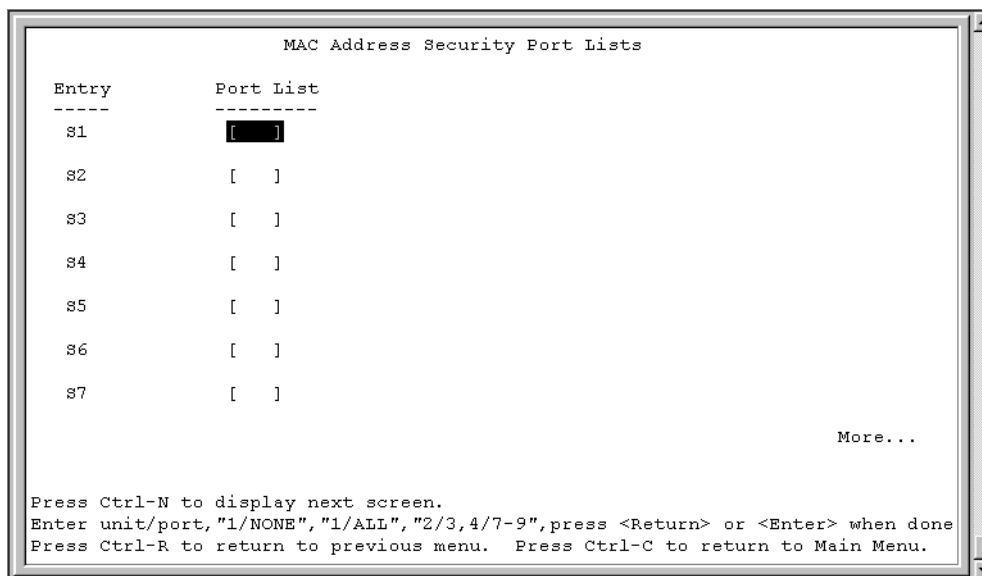 MAC Address Security Port Lists
Entry Port List
----- ---------
S1 [ ]
S2 [ ]
S3 [ ]
S4 [ ]
S5 [ ]
S6 [ ]
S7 [ ]
More...
Press Ctrl-N to display next screen.
Enter unit/port,"1/NONE","1/ALL","2/3,4/7-9",press <Return> or <Enter> when done
Press Ctrl-R to return to previous menu.  Press Ctrl-C to return to Main Menu.